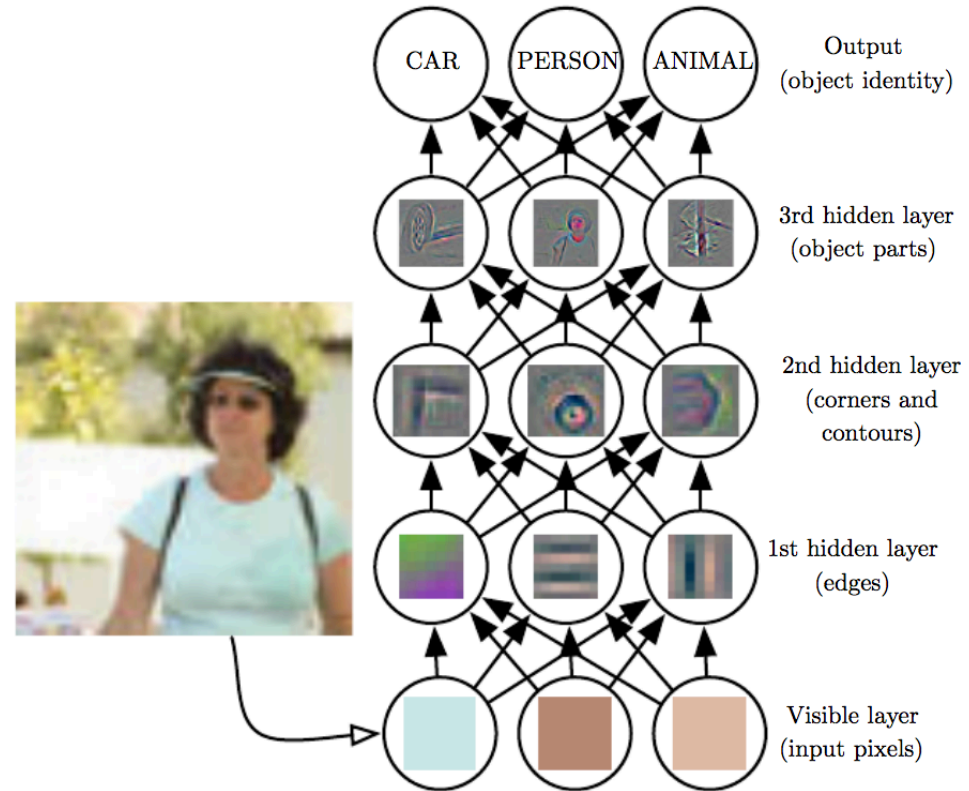 CAR
PERSON
ANIMAL
Output
(object identity)
3rd hidden layer
(object parts)
2nd hidden layer
(corners and
contours)
1st hidden layer
(edges)
Visible layer
(input pixels)